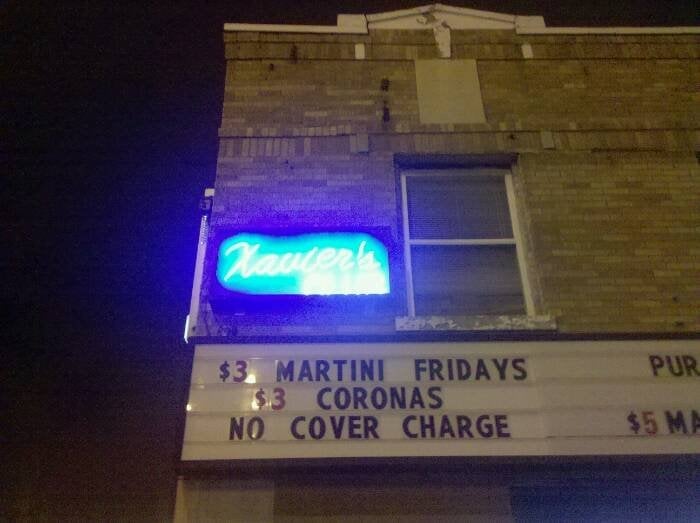 Xavier's
$3 MARTINI FRIDAYS
$3 CORONAS
NO COVER CHARGE
PUR
$5 MA